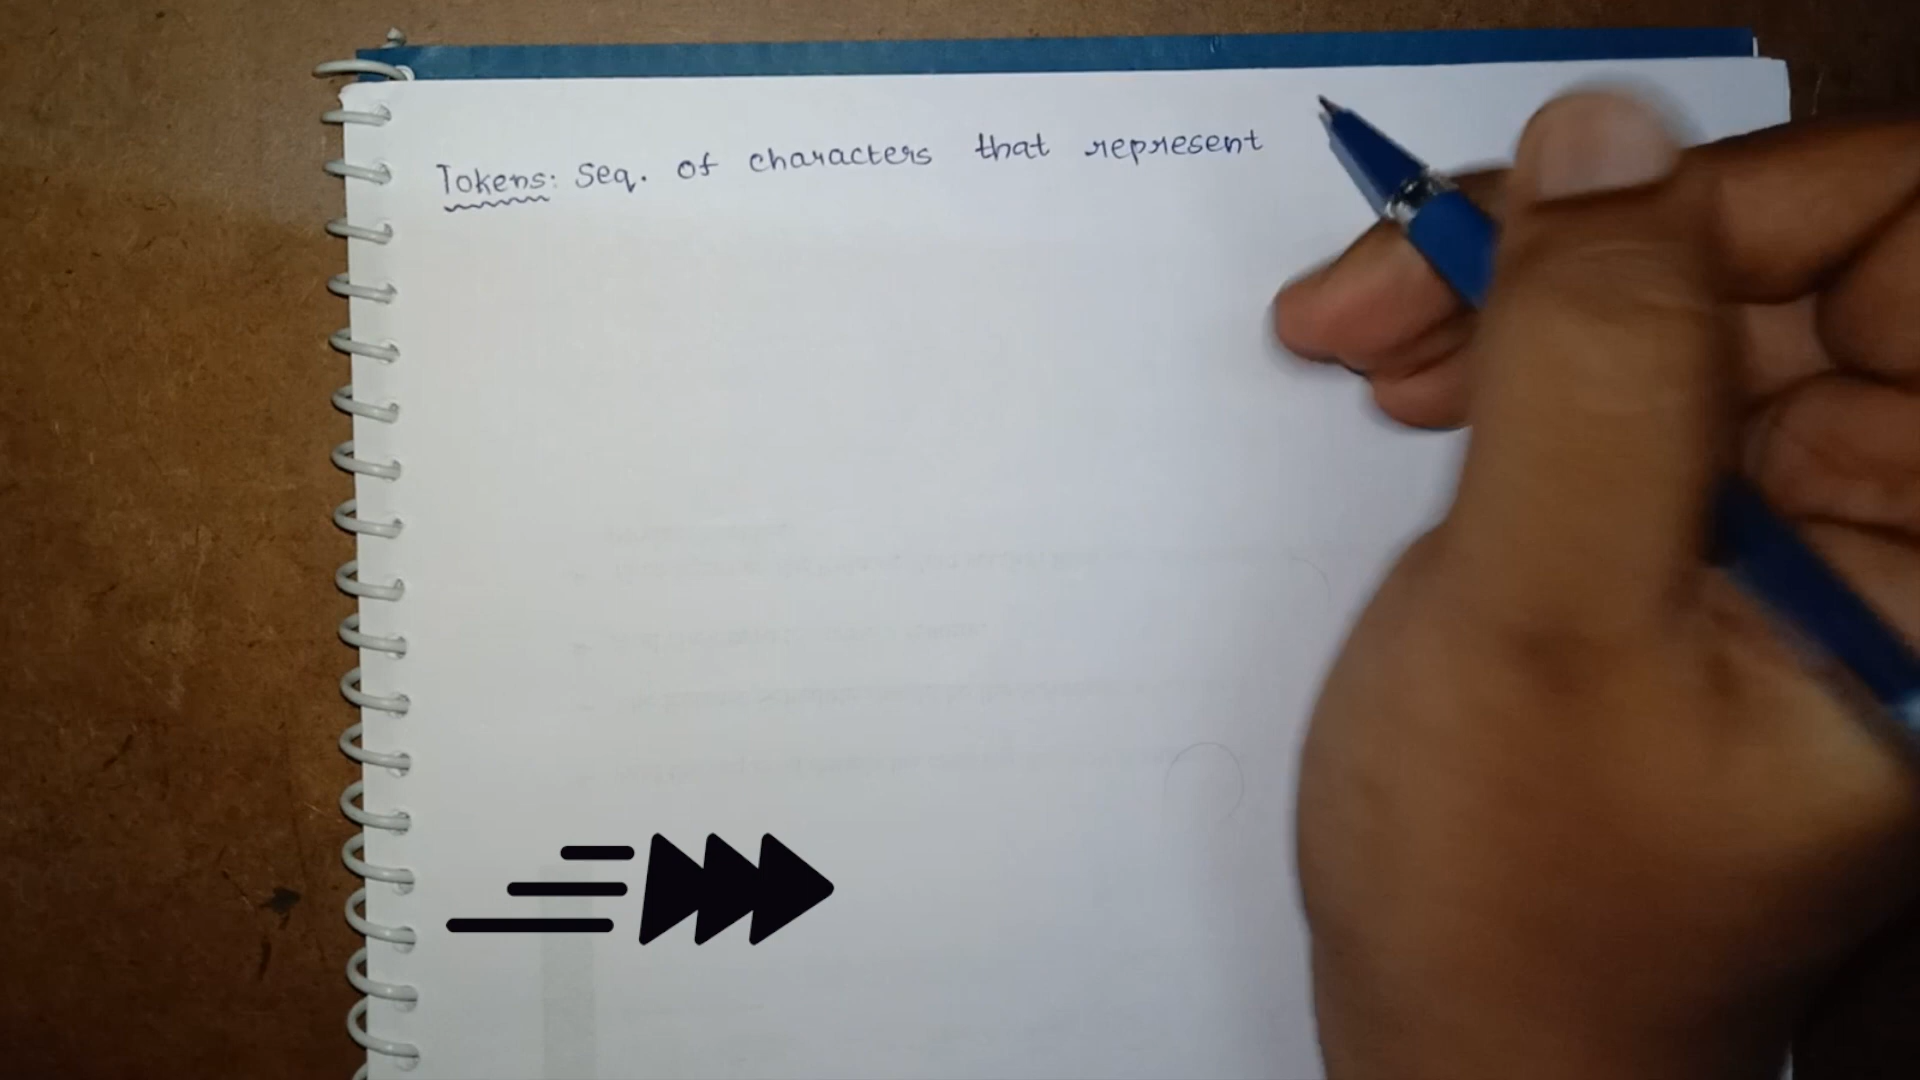 Tokens: Seq. of characters that represent